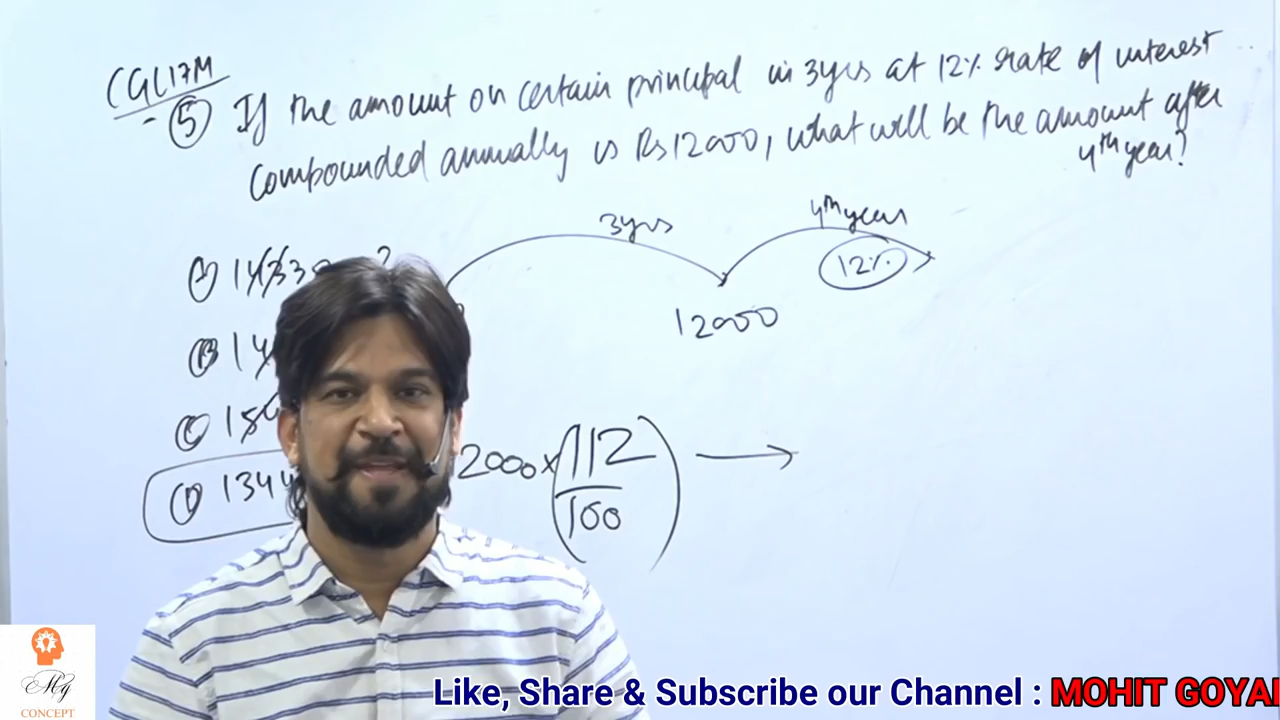 CGL17M
⑤ If the amount on certain principal in 3yrs at 12% rate of interest
compounded annually is Rs12000, what will be the amount after
4th year?
3yrs
4th year
12%
12000
2000×(112/100) →
1344
Mg
CONCEPT
Like, Share & Subscribe our Channel : MOHIT GOYAL